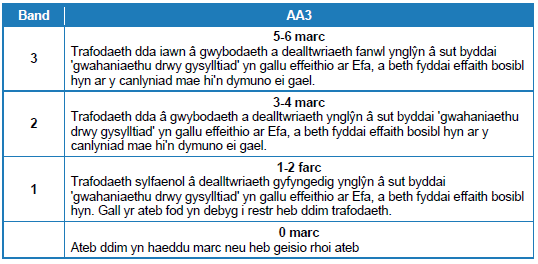 Band AA3
5-6 marc
Trafodaeth dda iawn â gwybodaeth a dealltwriaeth fanwl ynglŷn â sut byddai
'gwahaniaethu drwy gysylltiad' yn gallu effeithio ar Efa, a beth fyddai effaith bosibl
hyn ar y canlyniad mae hi'n dymuno ei gael.
3
3-4 marc
Trafodaeth dda â gwybodaeth a dealltwriaeth ynglŷn â sut byddai 'gwahaniaethu
drwy gysylltiad' yn gallu effeithio ar Efa, a beth fyddai effaith bosibl hyn ar y
canlyniad mae hi'n dymuno ei gael.
2
1-2 farc
Trafodaeth sylfaenol â dealltwriaeth gyfyngedig ynglŷn â sut byddai
'gwahaniaethu drwy gysylltiad' yn gallu effeithio ar Efa, a beth fyddai effaith bosibl
hyn. Gall yr ateb fod yn debyg i restr heb ddim trafodaeth.
1
0 marc
Ateb ddim yn haeddu marc neu heb geisio rhoi ateb